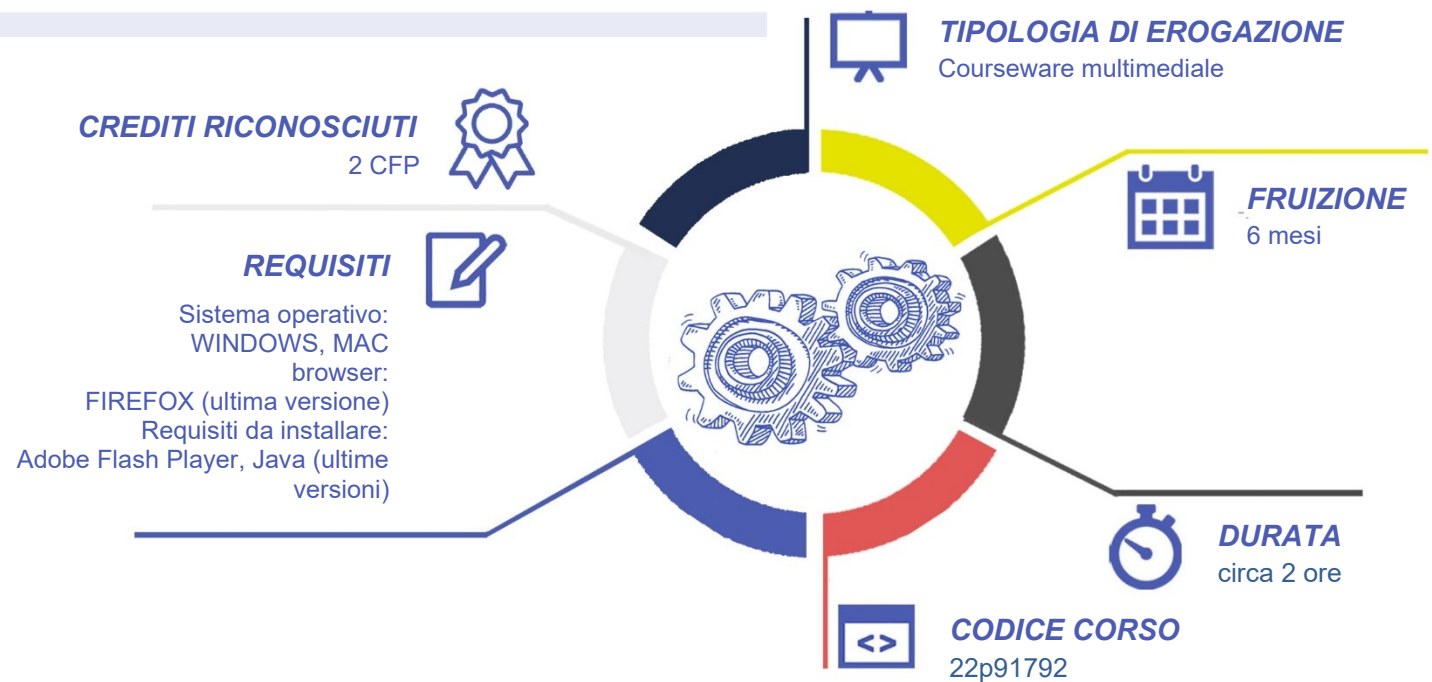 TIPOLOGIA DI EROGAZIONE
Courseware multimediale
CREDITI RICONOSCIUTI
2 CFP
FRUIZIONE
6 mesi
REQUISITI
Sistema operativo:
WINDOWS, MAC
browser:
FIREFOX (ultima versione)
Requisiti da installare:
Adobe Flash Player, Java (ultime
versioni)
DURATA
circa 2 ore
CODICE CORSO
22p91792